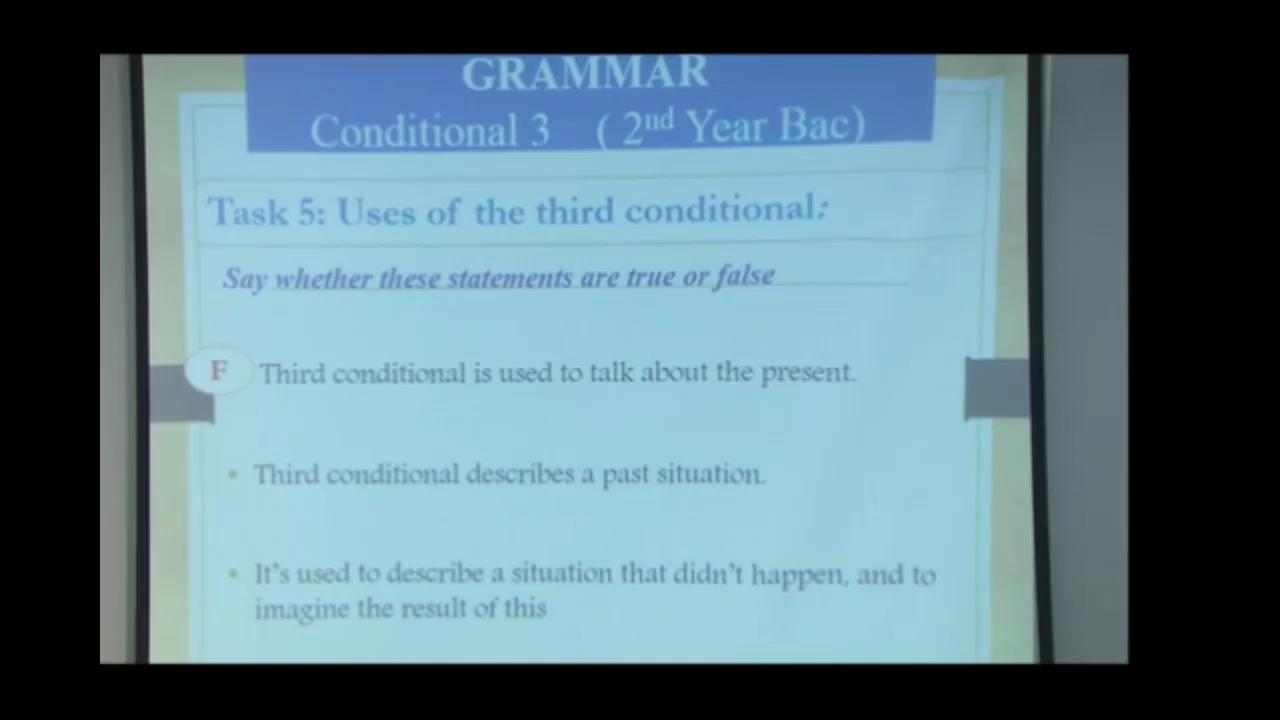 GRAMMAR
Conditional 3 ( 2nd Year Bac)
Task 5: Uses of the third conditional:
Say whether these statements are true or false
F Third conditional is used to talk about the present.
• Third conditional describes a past situation.
• It's used to describe a situation that didn't happen, and to
imagine the result of this